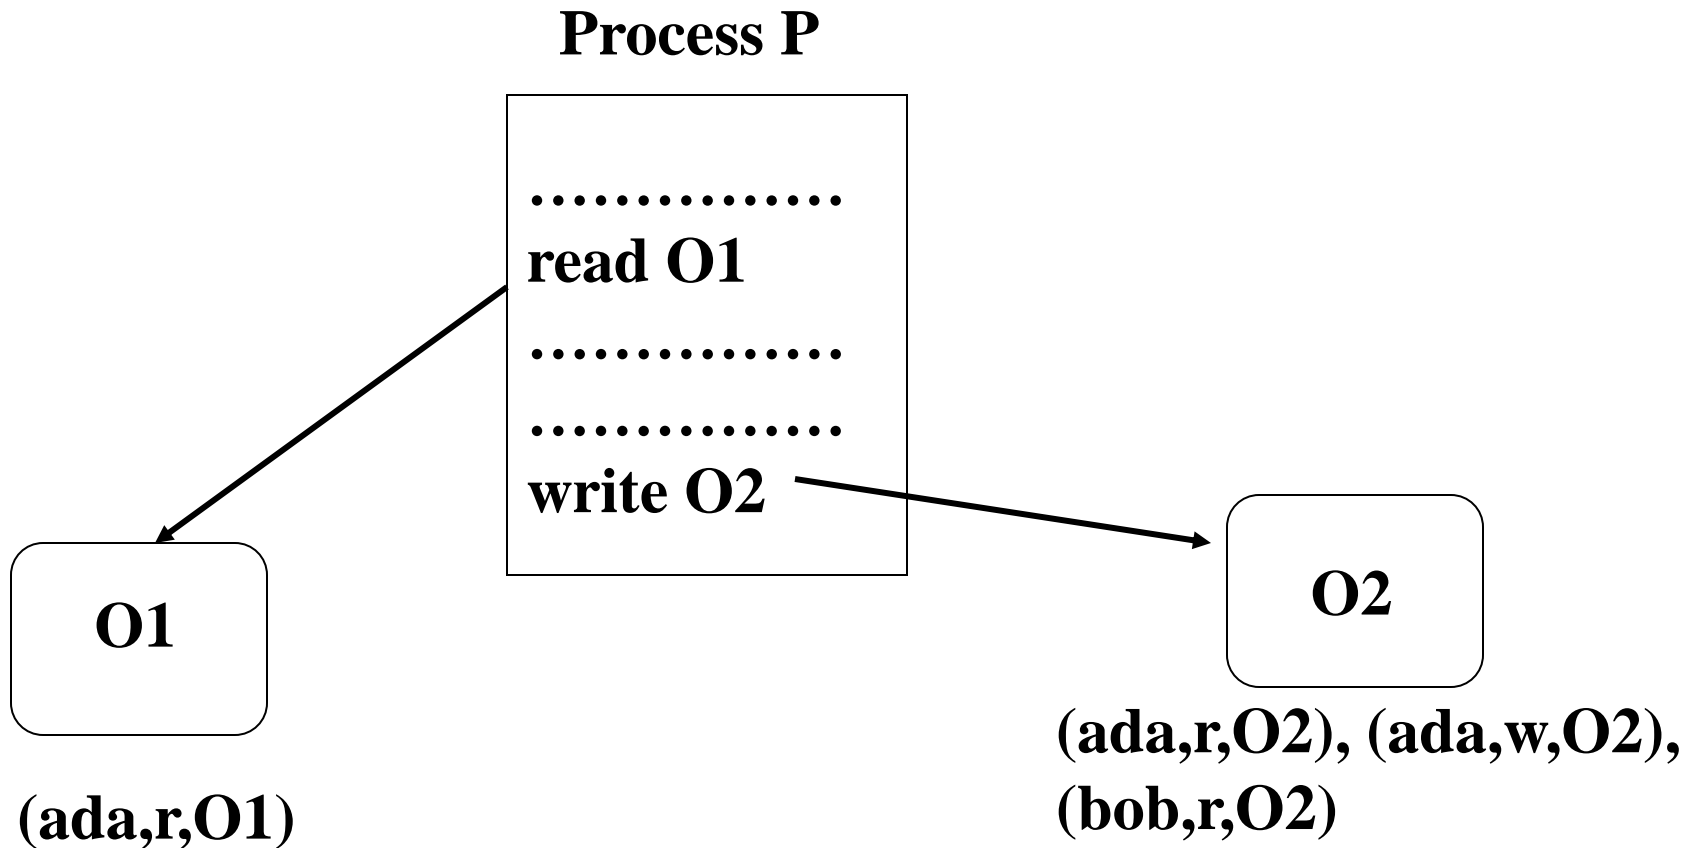 Process P
……………
read O1
……………
……………
write O2
O1
O2
(ada,r,O1)
(ada,r,O2), (ada,w,O2),
(bob,r,O2)